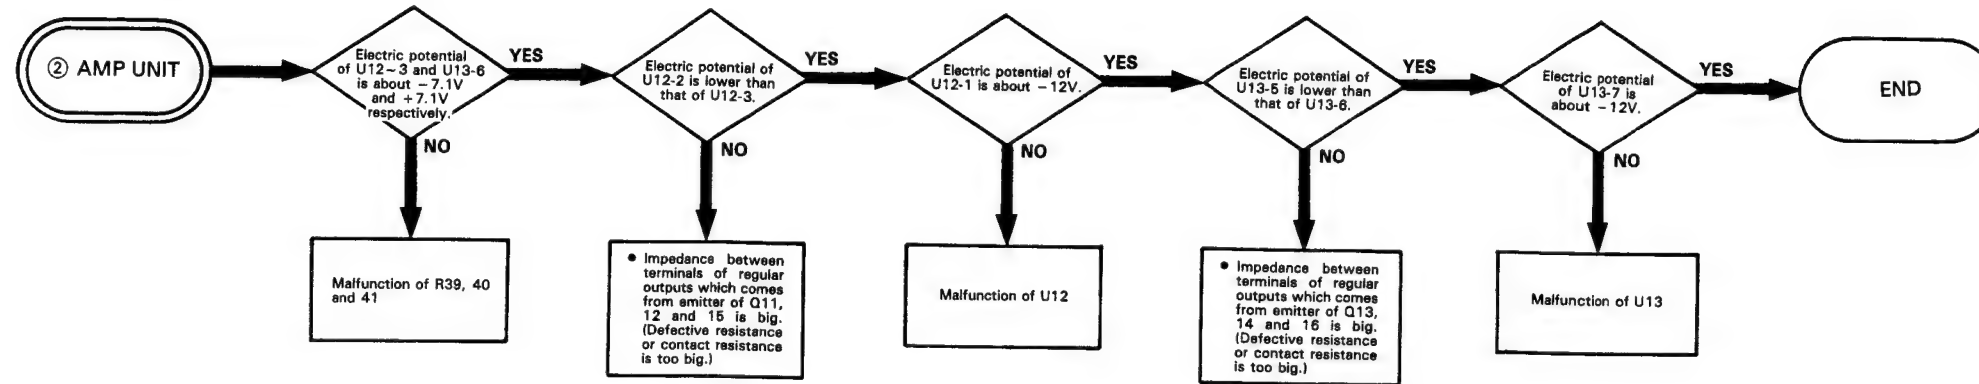 ② AMP UNIT
Electric potential
of U12~3 and U13-6
is about −7.1V
and +7.1V
respectively.
YES
NO
Malfunction of R39, 40
and 41
Electric potential of
U12-2 is lower than
that of U12-3.
YES
NO
● Impedance between
terminals of regular
outputs which comes
from emitter of Q11,
12 and 15 is big.
(Defective resistance
or contact resistance
is too big.)
Electric potential of
U12-1 is about −12V.
YES
NO
Malfunction of U12
Electric potential of
U13-5 is lower than
that of U13-6.
YES
NO
● Impedance between
terminals of regular
outputs which comes
from emitter of Q13,
14 and 16 is big.
(Defective resistance
or contact resistance
is too big.)
Electric potential
of U13-7 is
about −12V.
YES
NO
Malfunction of U13
END